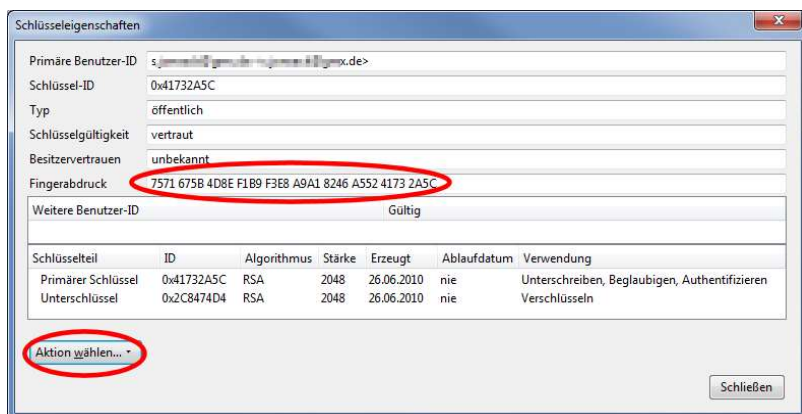 Schlüsseleigenschaften
Primäre Benutzer-ID
Schlüssel-ID 0x41732A5C
Typ öffentlich
Schlüsselgültigkeit vertraut
Besitzervertrauen unbekannt
Fingerabdruck 7571 675B 4D8E F1B9 F3E8 A9A1 8246 A552 4173 2A5C
Weitere Benutzer-ID Gültig
Schlüsselteil ID Algorithmus Stärke Erzeugt Ablaufdatum Verwendung
Primärer Schlüssel 0x41732A5C RSA 2048 26.06.2010 nie Unterschreiben, Beglaubigen, Authentifizieren
Unterschlüssel 0x2C8474D4 RSA 2048 26.06.2010 nie Verschlüsseln
Aktion wählen...
Schließen